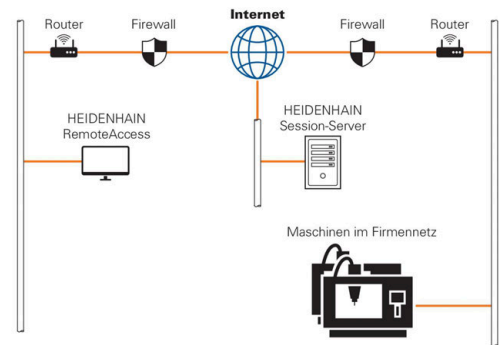 Internet
Router
Firewall
Firewall
Router
HEIDENHAIN
RemoteAccess
HEIDENHAIN
Session-Server
Maschinen im Firmennetz